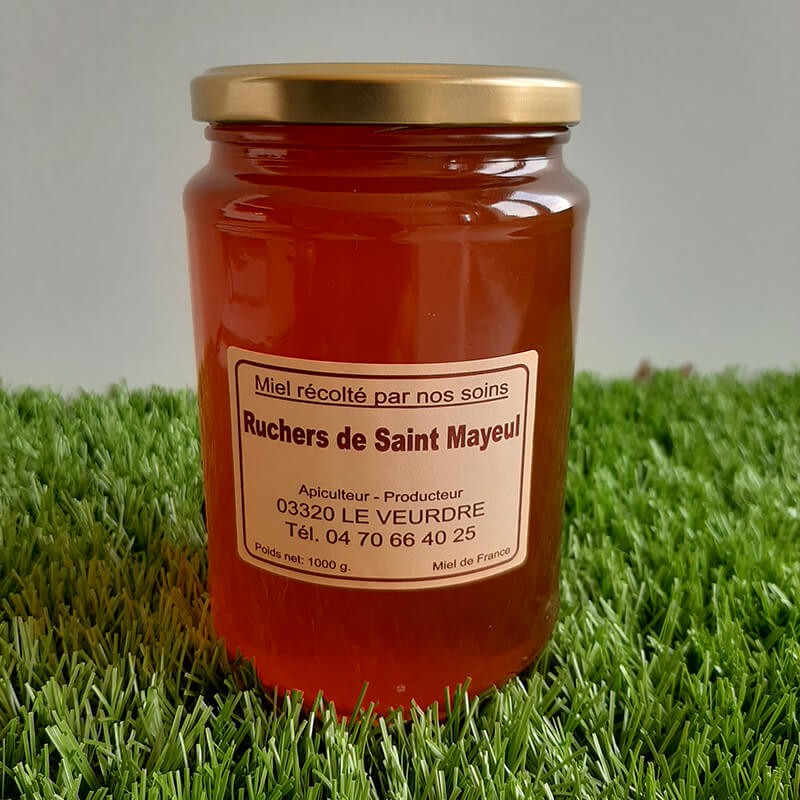 Miel récolté par nos soins
Ruchers de Saint Mayeul
Apiculteur - Producteur
03320 LE VEURDRE
Tél. 04 70 66 40 25
Poids net: 1000 g. Miel de France